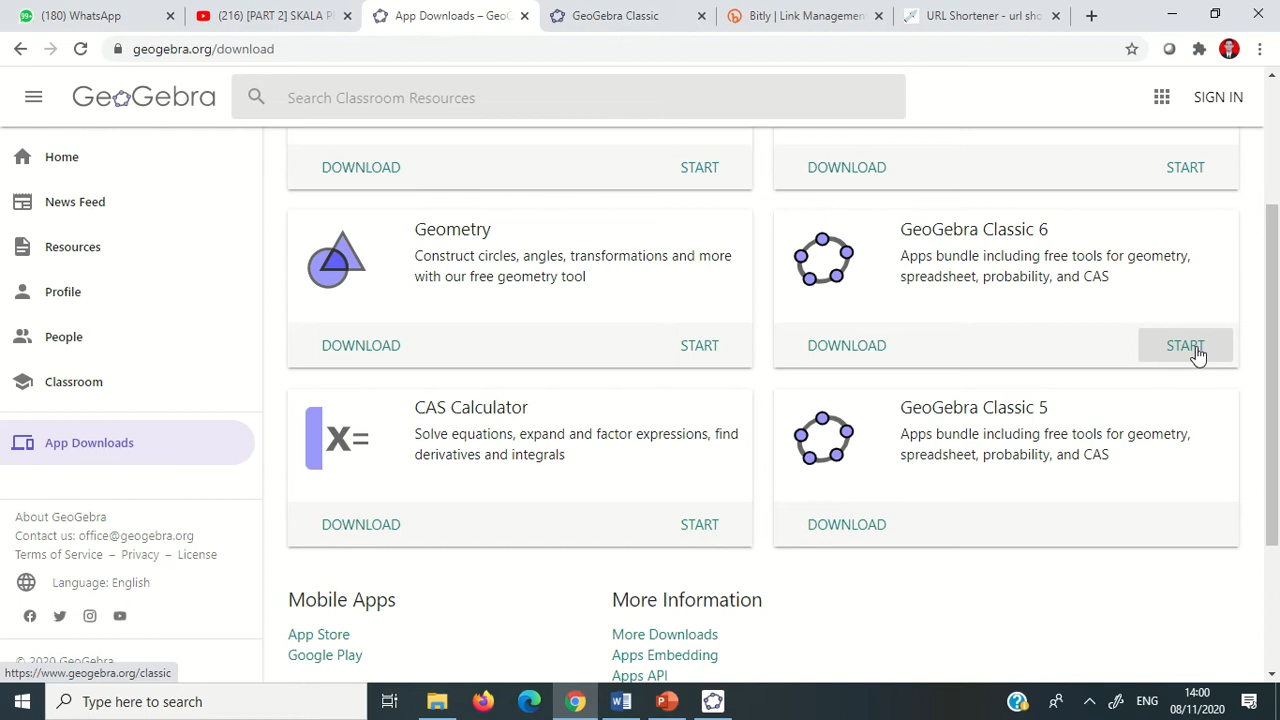 (180) WhatsApp
(216) [PART 2] SKALA P
App Downloads – GeoG
GeoGebra Classic
Bitly | Link Managemen
URL Shortener - url sho
geogebra.org/download
GeoGebra
Search Classroom Resources
SIGN IN
Home
News Feed
Resources
Profile
People
Classroom
App Downloads
About GeoGebra
Contact us: office@geogebra.org
Terms of Service – Privacy – License
Language: English
© 2020 GeoGebra
https://www.geogebra.org/classic
DOWNLOAD START
DOWNLOAD START
Geometry
Construct circles, angles, transformations and more
with our free geometry tool
DOWNLOAD START
GeoGebra Classic 6
Apps bundle including free tools for geometry,
spreadsheet, probability, and CAS
DOWNLOAD START
CAS Calculator
Solve equations, expand and factor expressions, find
derivatives and integrals
DOWNLOAD START
GeoGebra Classic 5
Apps bundle including free tools for geometry,
spreadsheet, probability, and CAS
DOWNLOAD
Mobile Apps
App Store
Google Play
More Information
More Downloads
Apps Embedding
Apps API
Type here to search
ENG
14:00
08/11/2020